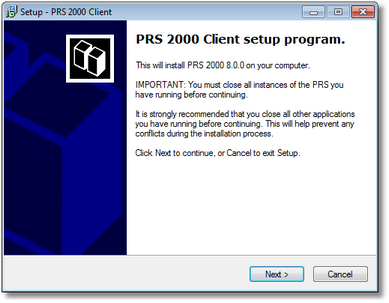 Setup - PRS 2000 Client
PRS 2000 Client setup program.
This will install PRS 2000 8.0.0 on your computer.
IMPORTANT: You must close all instances of the PRS you
have running before continuing.
It is strongly recommended that you close all other applications
you have running before continuing. This will help prevent any
conflicts during the installation process.
Click Next to continue, or Cancel to exit Setup.
Next >
Cancel